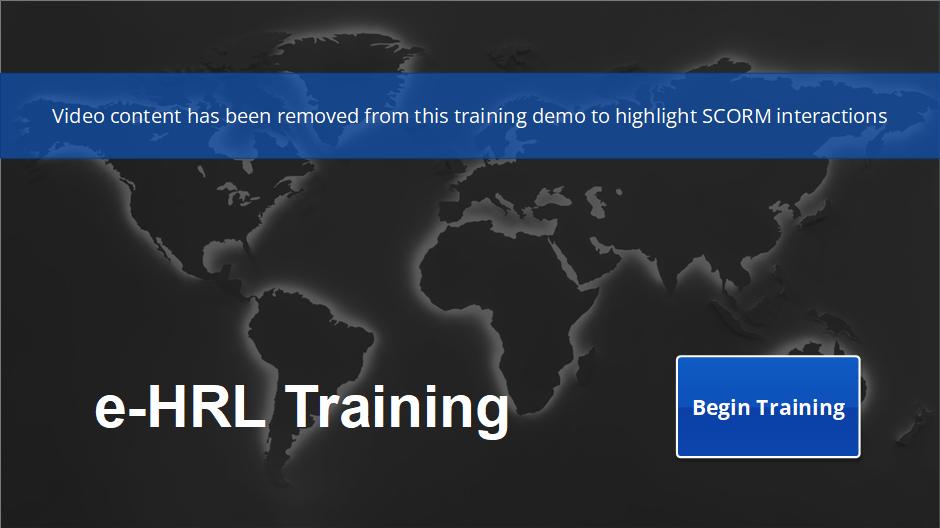 Video content has been removed from this training demo to highlight SCORM interactions
e-HRL Training
Begin Training